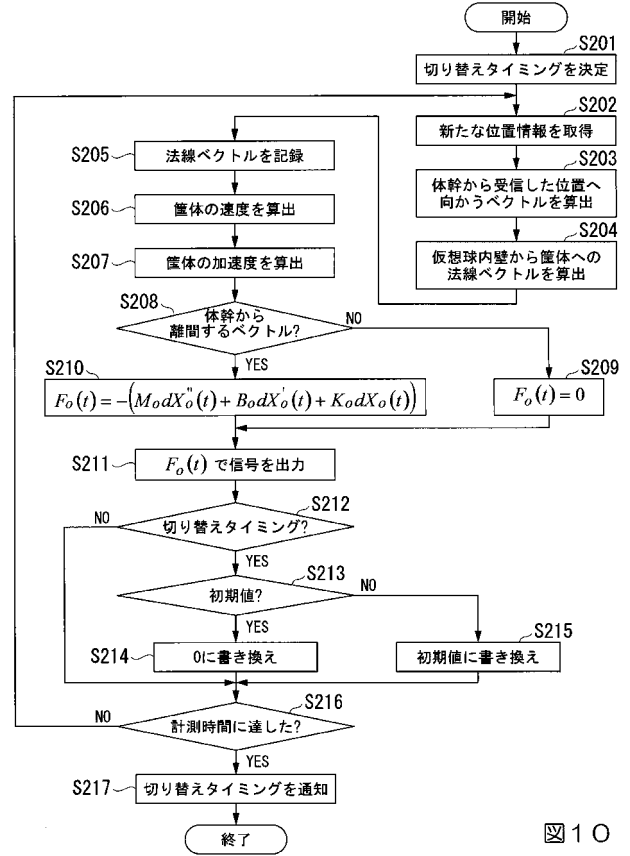 開始
S201
切り替えタイミングを決定
S202
新たな位置情報を取得
S203
体幹から受信した位置へ
向かうベクトルを算出
S204
仮想球内壁から筐体への
法線ベクトルを算出
S205
法線ベクトルを記録
S206
筐体の速度を算出
S207
筐体の加速度を算出
S208
体幹から
離間するベクトル?
NO
YES
S210
F_o(t)=-(M_o dX_o''(t)+B_o dX_o'(t)+K_o dX_o(t))
S209
F_o(t)=0
S211
F_o(t)で信号を出力
S212
切り替えタイミング?
NO
YES
S213
初期値?
NO
YES
S214
0に書き換え
S215
初期値に書き換え
S216
計測時間に達した?
NO
YES
S217
切り替えタイミングを通知
終了
図10